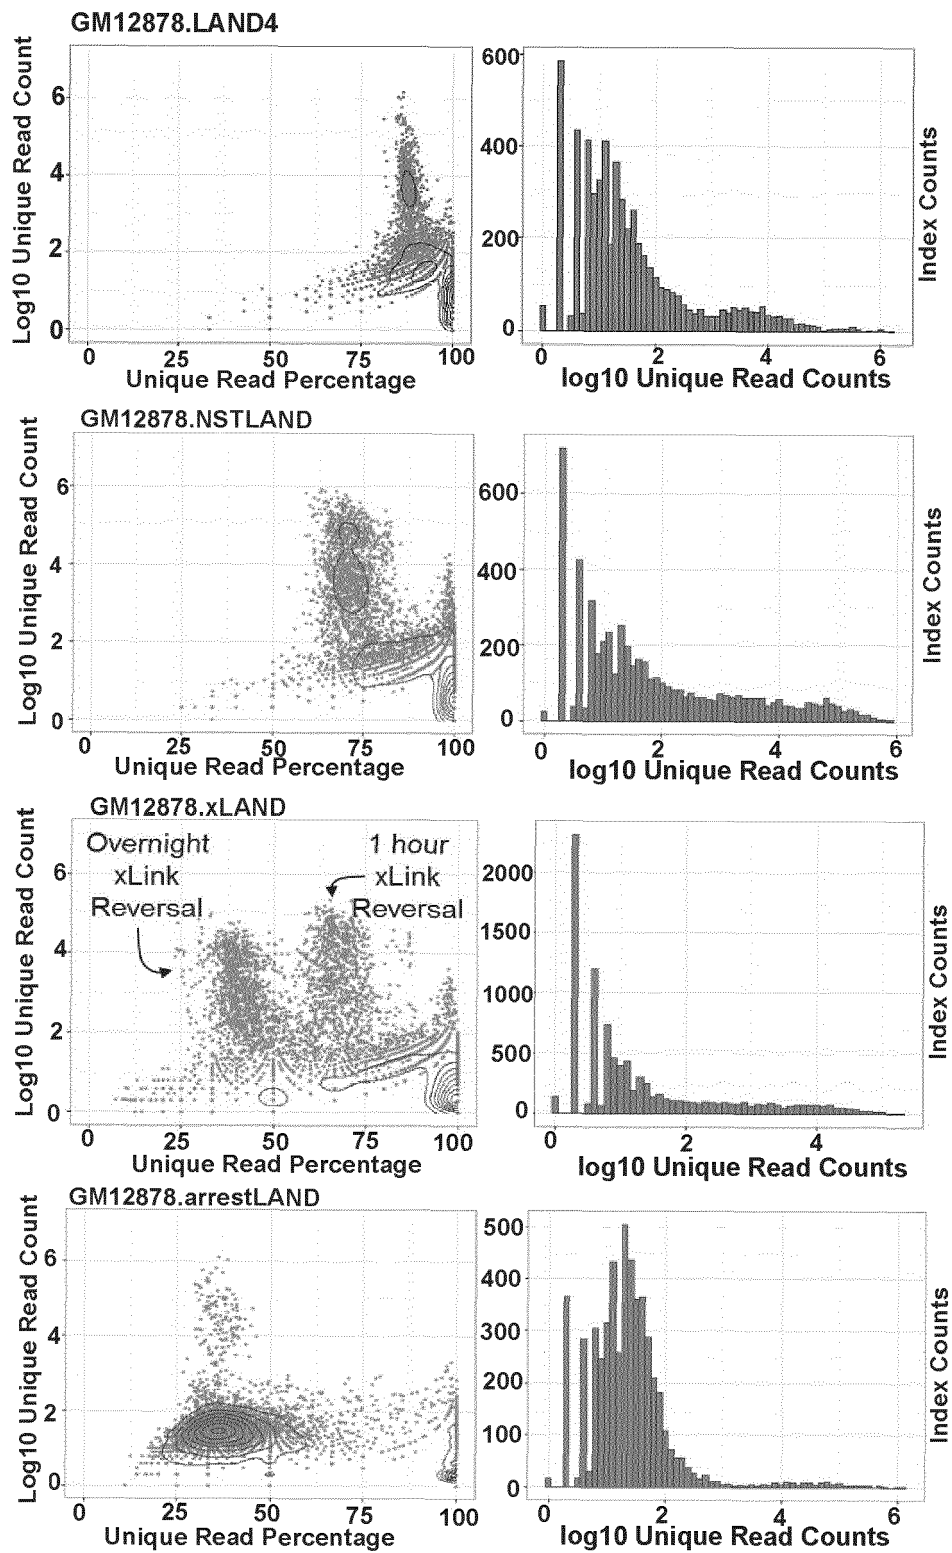 GM12878.LAND4
Log10 Unique Read Count
6
4
2
0
0 25 50 75 100
Unique Read Percentage
600
400
200
0
0 2 4 6
log10 Unique Read Counts
Index Counts
GM12878.NSTLAND
Log10 Unique Read Count
6
4
2
0
0 25 50 75 100
Unique Read Percentage
600
400
200
0
0 2 4 6
log10 Unique Read Counts
Index Counts
GM12878.xLAND
Log10 Unique Read Count
Overnight
xLink
Reversal
1 hour
xLink
Reversal
6
4
2
0
0 25 50 75 100
Unique Read Percentage
2000
1500
1000
500
0
0 2 4
log10 Unique Read Counts
Index Counts
GM12878.arrestLAND
Log10 Unique Read Count
6
4
2
0
0 25 50 75 100
Unique Read Percentage
500
400
300
200
100
0
0 2 4 6
log10 Unique Read Counts
Index Counts